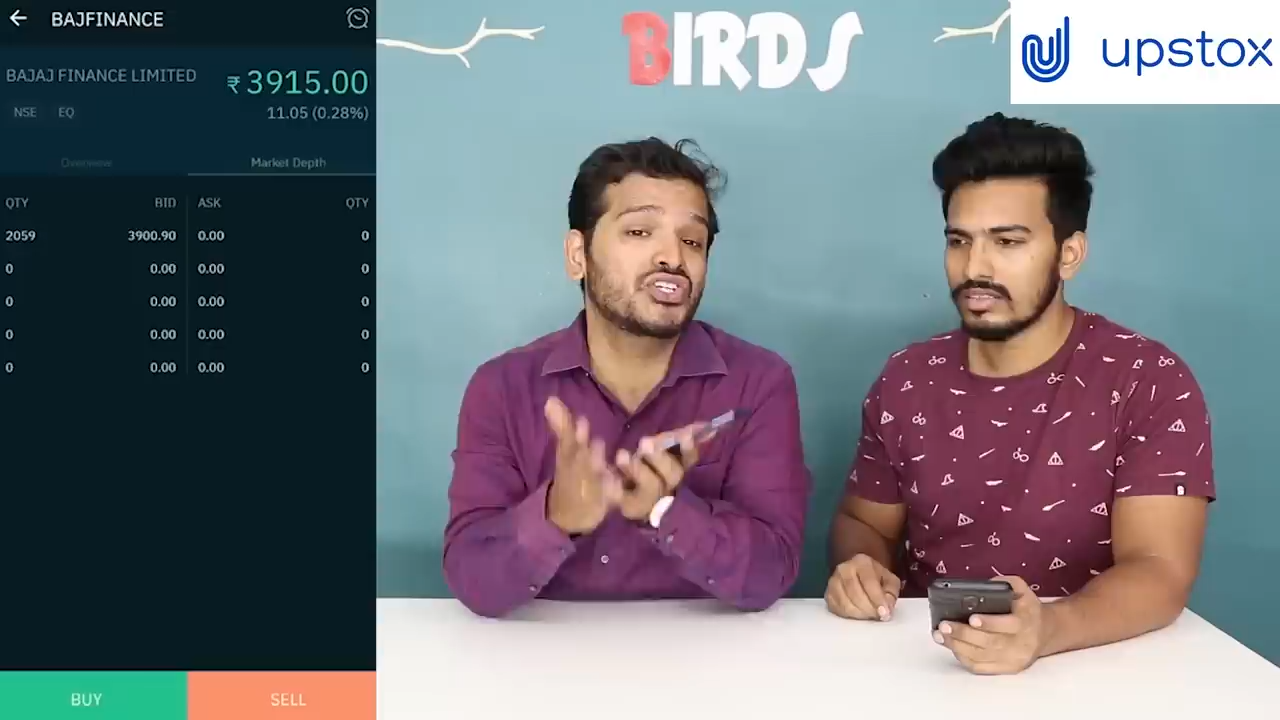 BAJFINANCE
BAJAJ FINANCE LIMITED
₹ 3915.00
NSE EQ
11.05 (0.28%)
Overview
Market Depth
QTY BID ASK QTY
2059 3900.90 0.00 0
0 0.00 0.00 0
0 0.00 0.00 0
0 0.00 0.00 0
0 0.00 0.00 0
BUY
SELL
BIRDS
upstox